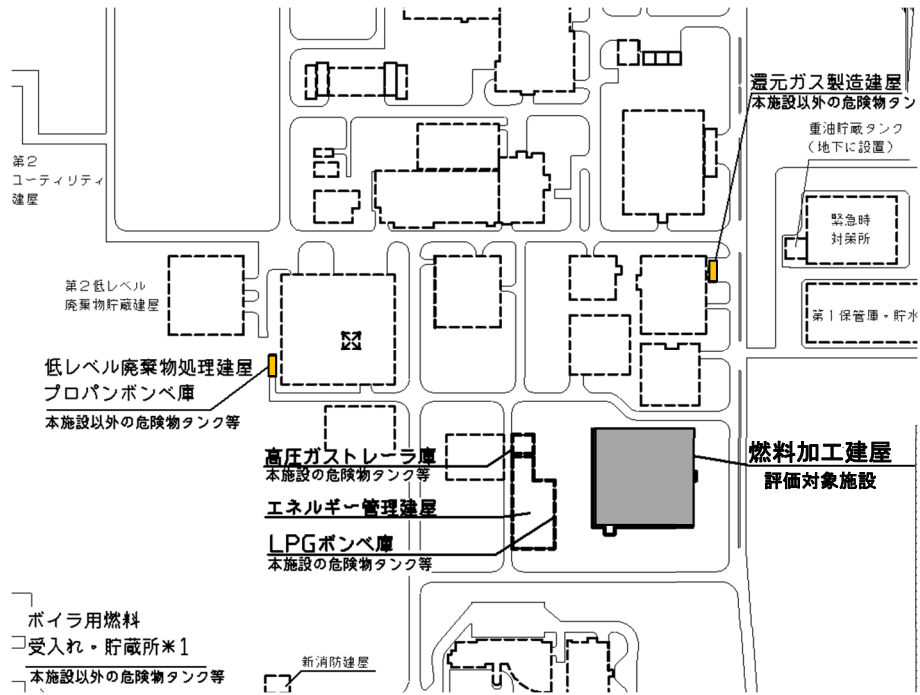 還元ガス製造建屋
本施設以外の危険物タン
重油貯蔵タンク
(地下に設置)
第2
ユーティリティ
建屋
緊急時
対策所
第2低レベル
廃棄物貯蔵建屋
第1保管庫・貯水
低レベル廃棄物処理建屋
プロパンボンベ庫
本施設以外の危険物タンク等
高圧ガストレーラ庫
本施設の危険物タンク等
燃料加工建屋
評価対象施設
エネルギー管理建屋
LPGボンベ庫
本施設の危険物タンク等
ボイラ用燃料
受入れ・貯蔵所*1
本施設以外の危険物タンク等
新消防建屋